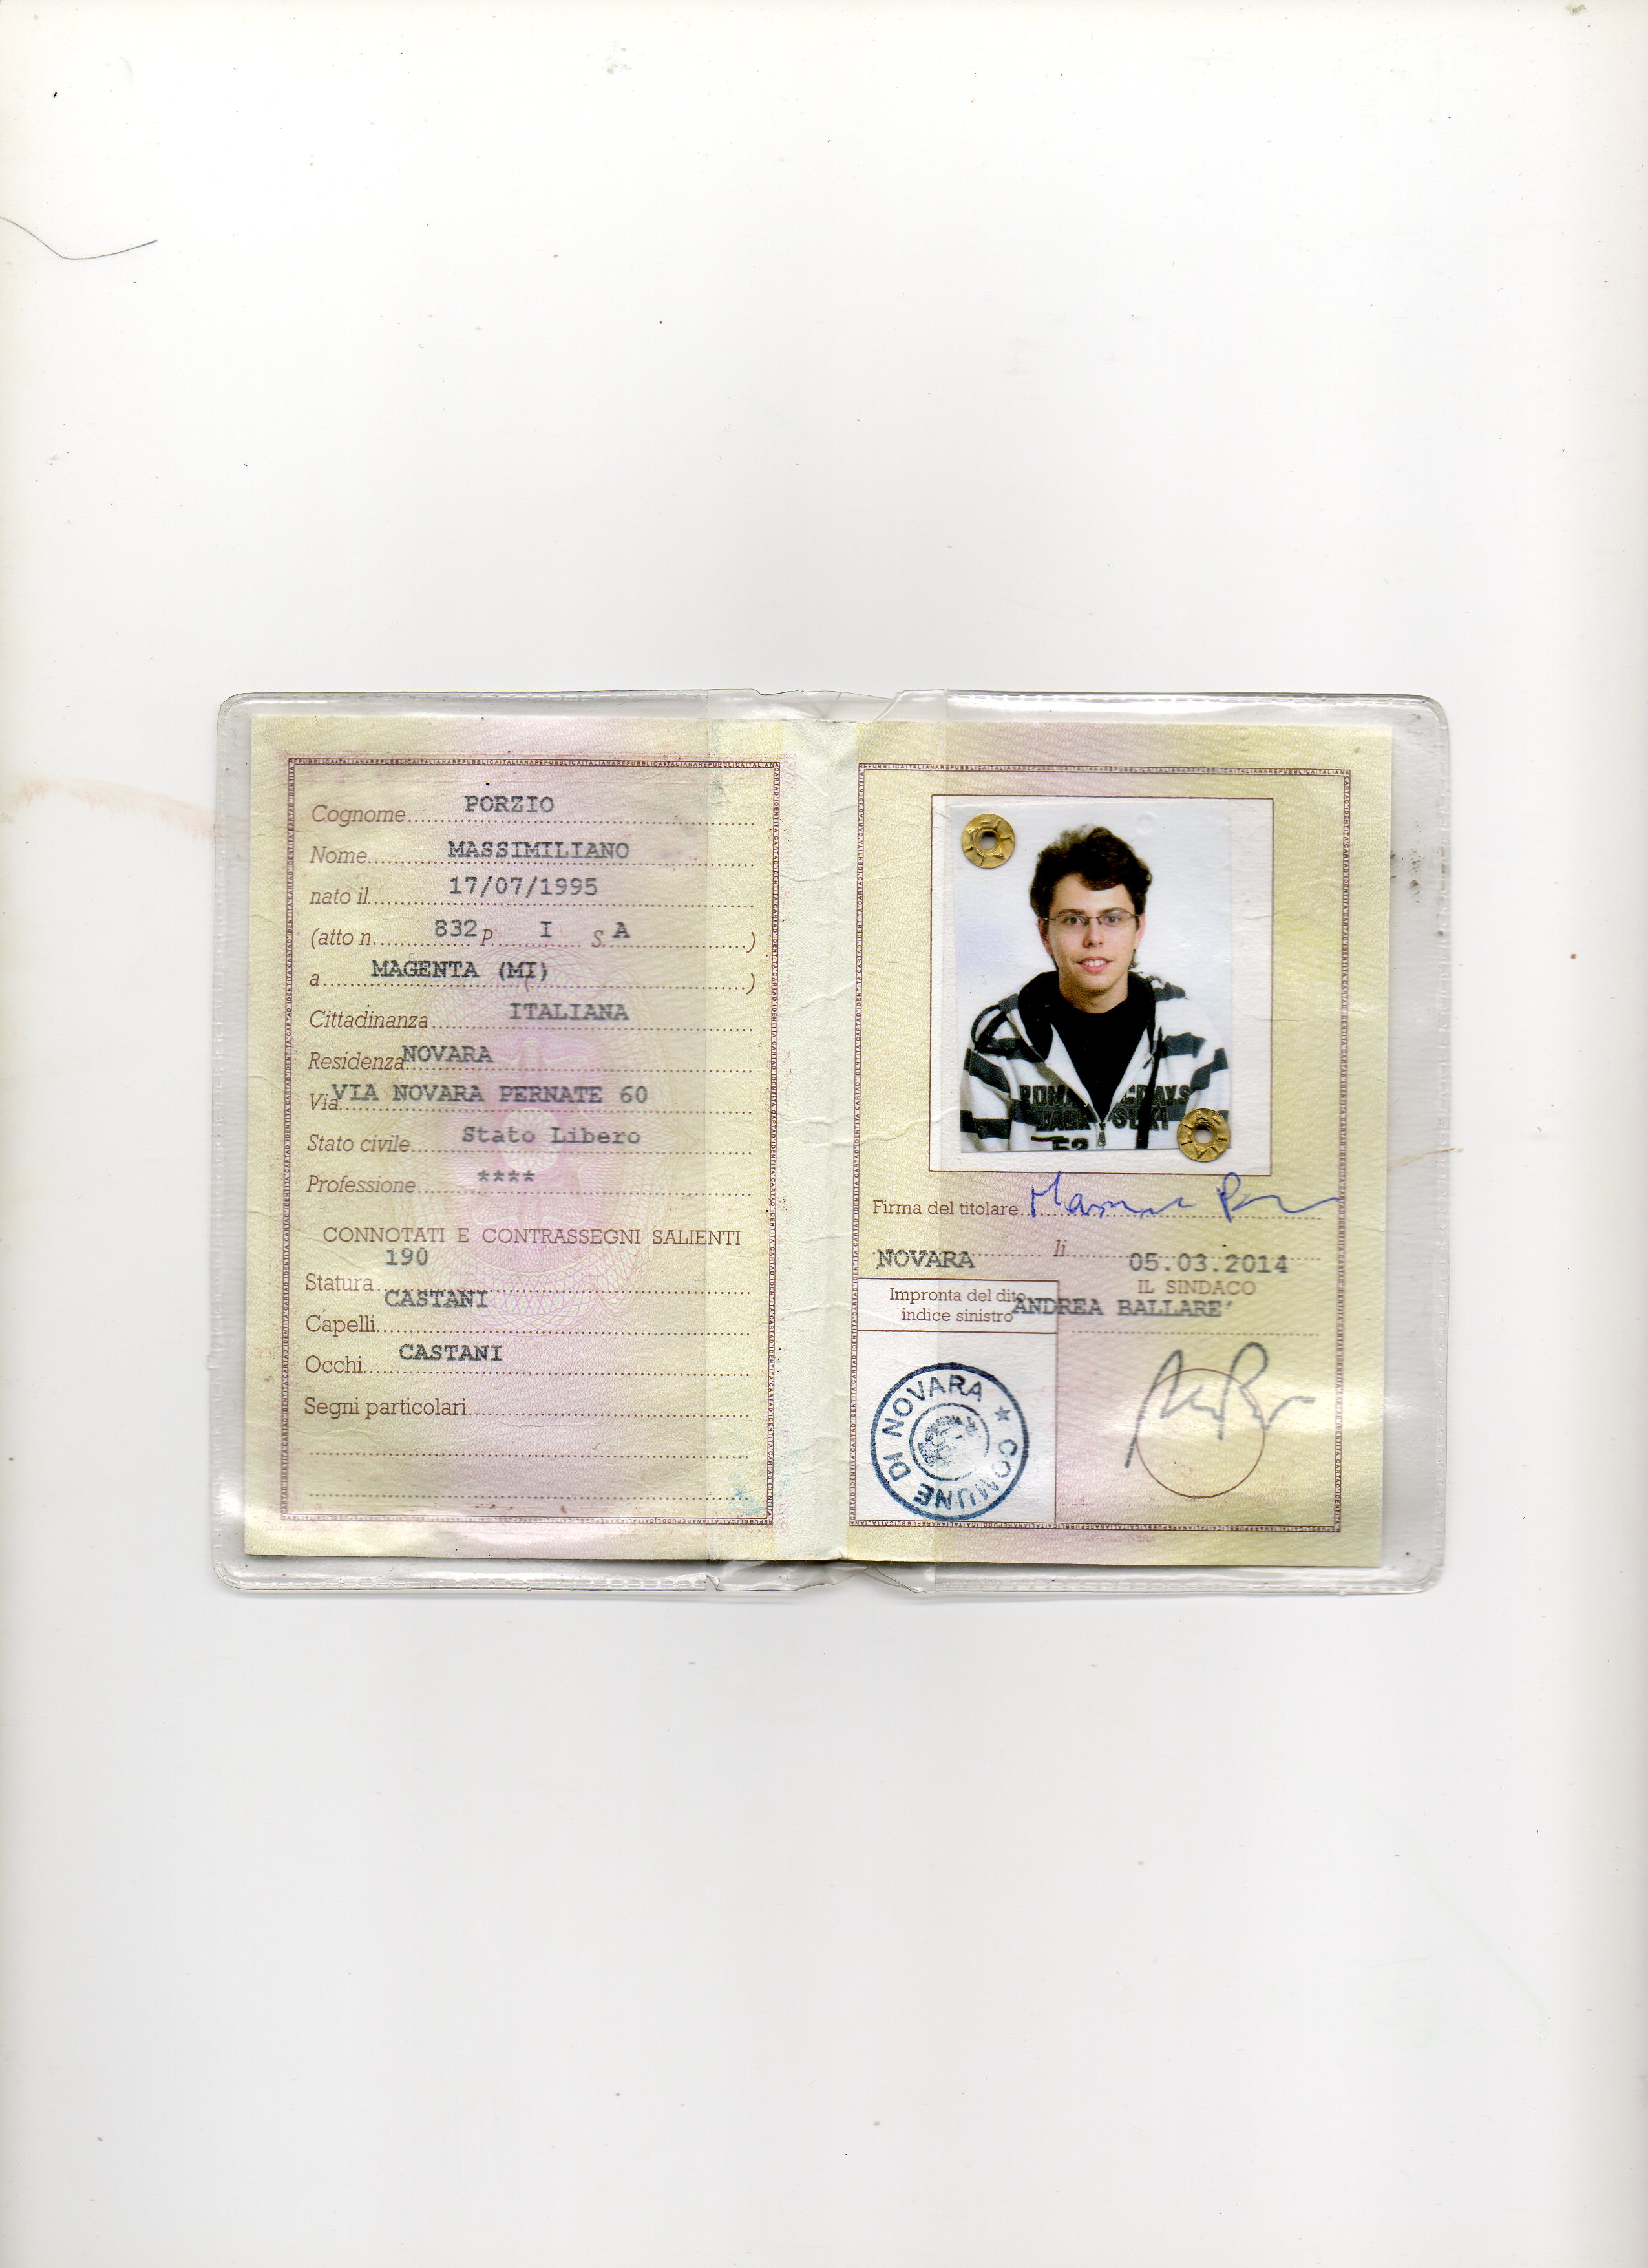 Cognome PORZIO
Nome MASSIMILIANO
nato il 17/07/1995
(atto n. 832 P. I S. A )
a MAGENTA (MI) ( )
Cittadinanza ITALIANA
Residenza NOVARA
Via VIA NOVARA PERNATE 60
Stato civile Stato Libero
Professione ****
CONNOTATI E CONTRASSEGNI SALIENTI
Statura 190
Capelli CASTANI
Occhi CASTANI
Segni particolari
Firma del titolare
NOVARA li 05.03.2014
IL SINDACO
ANDREA BALLARE'
Impronta del dito
indice sinistro
COMUNE DI NOVARA